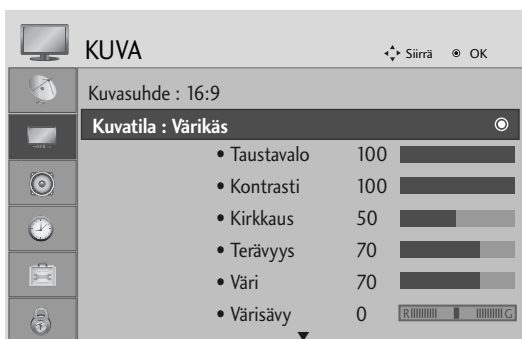 KUVA Siirrä OK
Kuvasuhde : 16:9
Kuvatila : Värikäs
• Taustavalo 100
• Kontrasti 100
• Kirkkaus 50
• Terävyys 70
• Väri 70
• Värisävy 0 R G